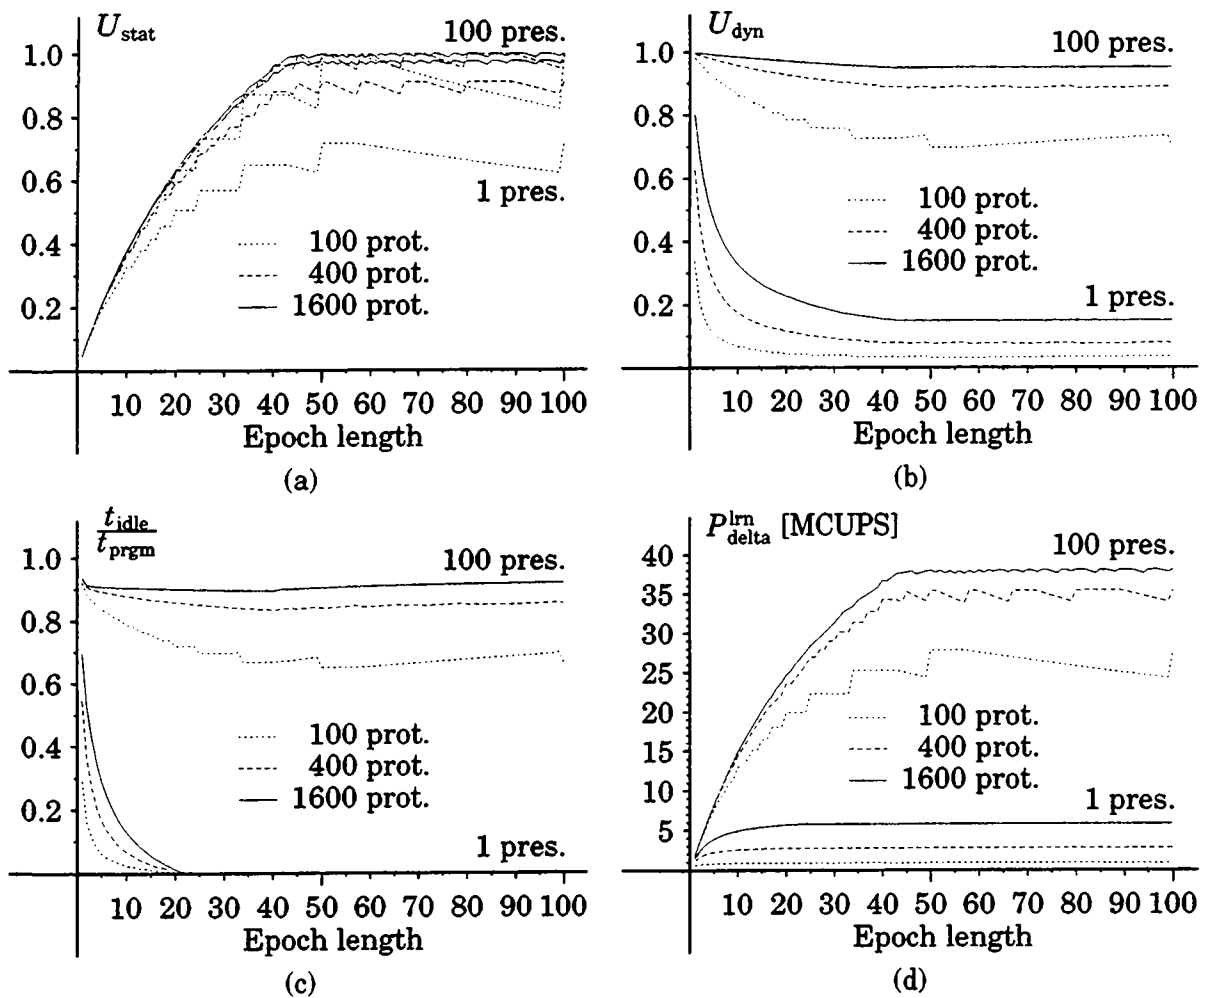 U_stat
100 pres.
1.0
0.8
0.6
0.4
0.2
1 pres.
100 prot.
400 prot.
1600 prot.
10 20 30 40 50 60 70 80 90 100
Epoch length
(a)
U_dyn
100 pres.
1.0
0.8
0.6
0.4
0.2
100 prot.
400 prot.
1600 prot.
1 pres.
10 20 30 40 50 60 70 80 90 100
Epoch length
(b)
t_idle
t_prgm
100 pres.
1.0
0.8
0.6
0.4
0.2
100 prot.
400 prot.
1600 prot.
1 pres.
10 20 30 40 50 60 70 80 90 100
Epoch length
(c)
P_delta^lrn [MCUPS]
100 pres.
40
35
30
25
20
15
10
5
100 prot.
400 prot.
1600 prot.
1 pres.
10 20 30 40 50 60 70 80 90 100
Epoch length
(d)